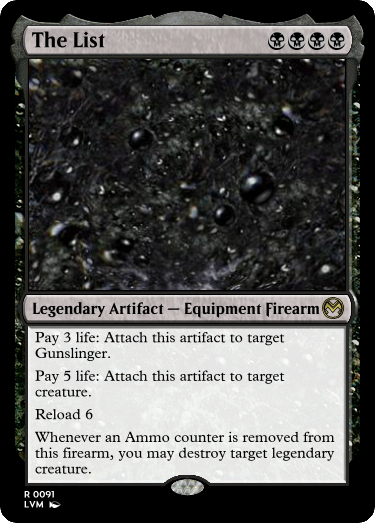 The List
Legendary Artifact — Equipment Firearm
Pay 3 life: Attach this artifact to target
Gunslinger.
Pay 5 life: Attach this artifact to target
creature.
Reload 6
Whenever an Ammo counter is removed from
this firearm, you may destroy target legendary
creature.
R 0091
LVM